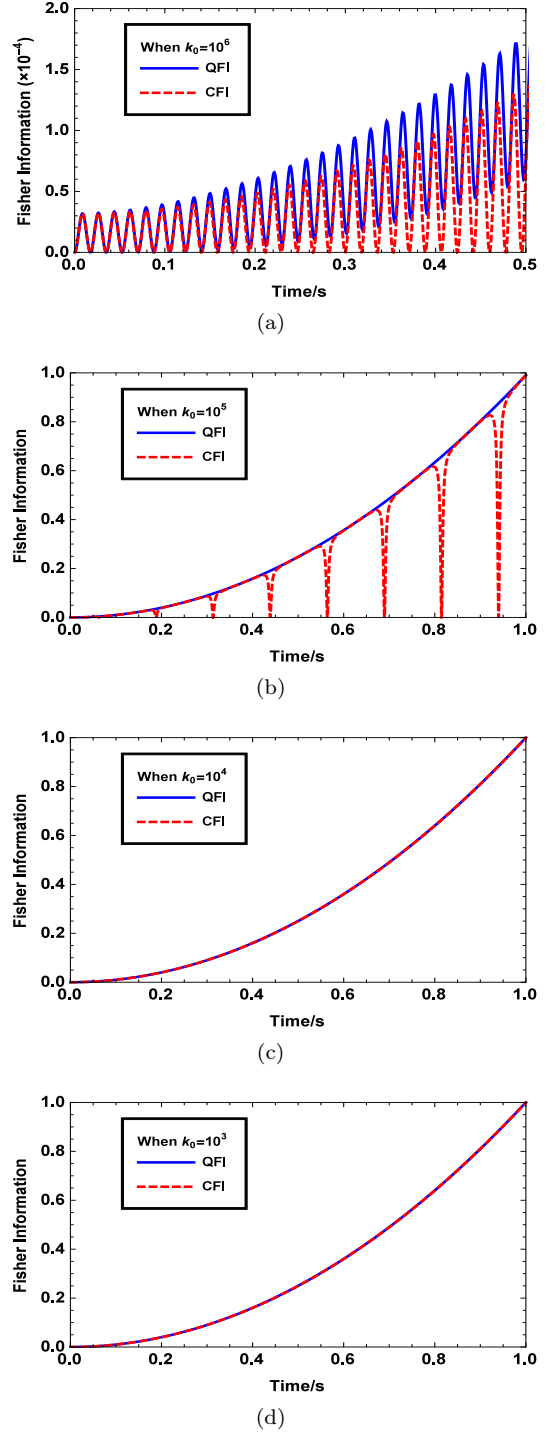 2.0
1.5
1.0
0.5
0.0
Fisher Information (×10⁻⁴)
When k₀=10⁶
QFI
CFI
0.0 0.1 0.2 0.3 0.4 0.5
Time/s
(a)
1.0
0.8
0.6
0.4
0.2
0.0
Fisher Information
When k₀=10⁵
QFI
CFI
0.0 0.2 0.4 0.6 0.8 1.0
Time/s
(b)
1.0
0.8
0.6
0.4
0.2
0.0
Fisher Information
When k₀=10⁴
QFI
CFI
0.0 0.2 0.4 0.6 0.8 1.0
Time/s
(c)
1.0
0.8
0.6
0.4
0.2
0.0
Fisher Information
When k₀=10³
QFI
CFI
0.0 0.2 0.4 0.6 0.8 1.0
Time/s
(d)